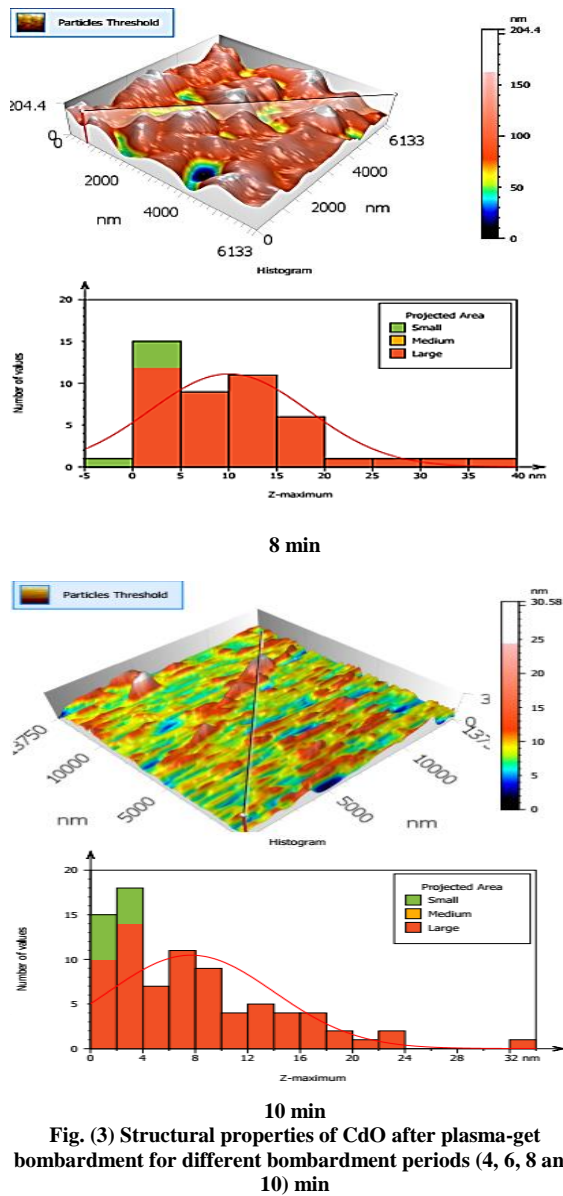 Particles Threshold
nm
204.4
150
100
50
0
204.4
0
2000
nm
4000
6133
0
2000
4000
6133
nm
Histogram
Number of values
20
15
10
5
0
-5 0 5 10 15 20 25 30 35 40 nm
Z-maximum
Projected Area
Small
Medium
Large
8 min
Particles Threshold
nm
30.58
25
20
15
10
5
0
3750
10000
5000
nm
3
0
10000
5000
nm
Histogram
Number of values
20
15
10
5
0
0 4 8 12 16 20 24 28 32 nm
Z-maximum
Projected Area
Small
Medium
Large
10 min
Fig. (3) Structural properties of CdO after plasma-get
bombardment for different bombardment periods (4, 6, 8 an
10) min